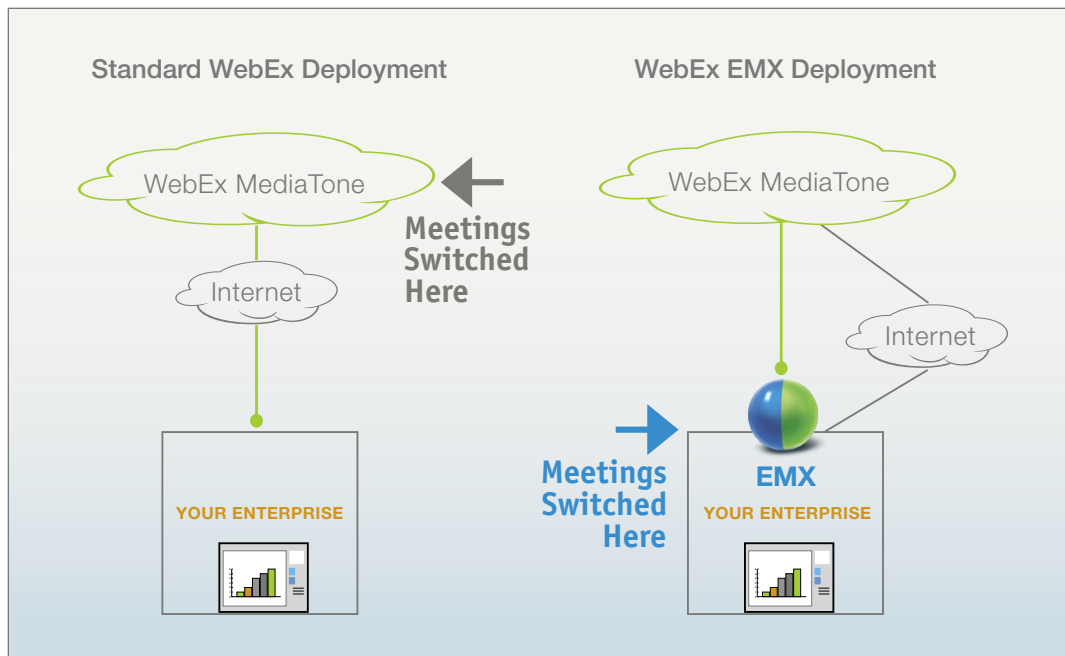 Standard WebEx Deployment
WebEx MediaTone
Meetings
Switched
Here
Internet
YOUR ENTERPRISE
WebEx EMX Deployment
WebEx MediaTone
Internet
Meetings
Switched
Here
EMX
YOUR ENTERPRISE